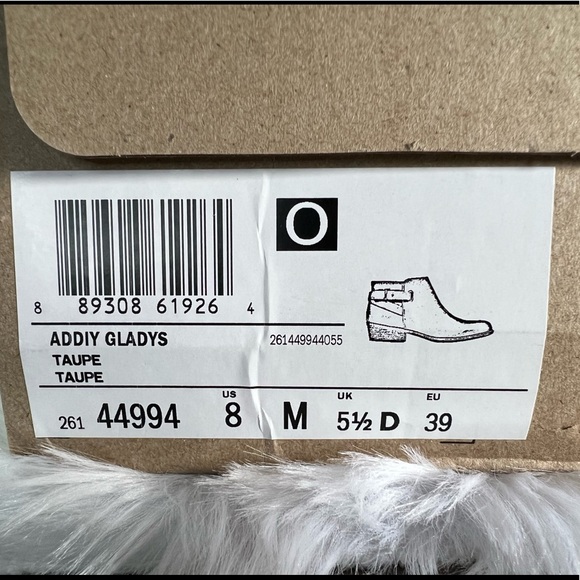 O
8 89308 61926 4
ADDIY GLADYS
261449944055
TAUPE
TAUPE
US UK EU
261 44994 8 M 5½ D 39